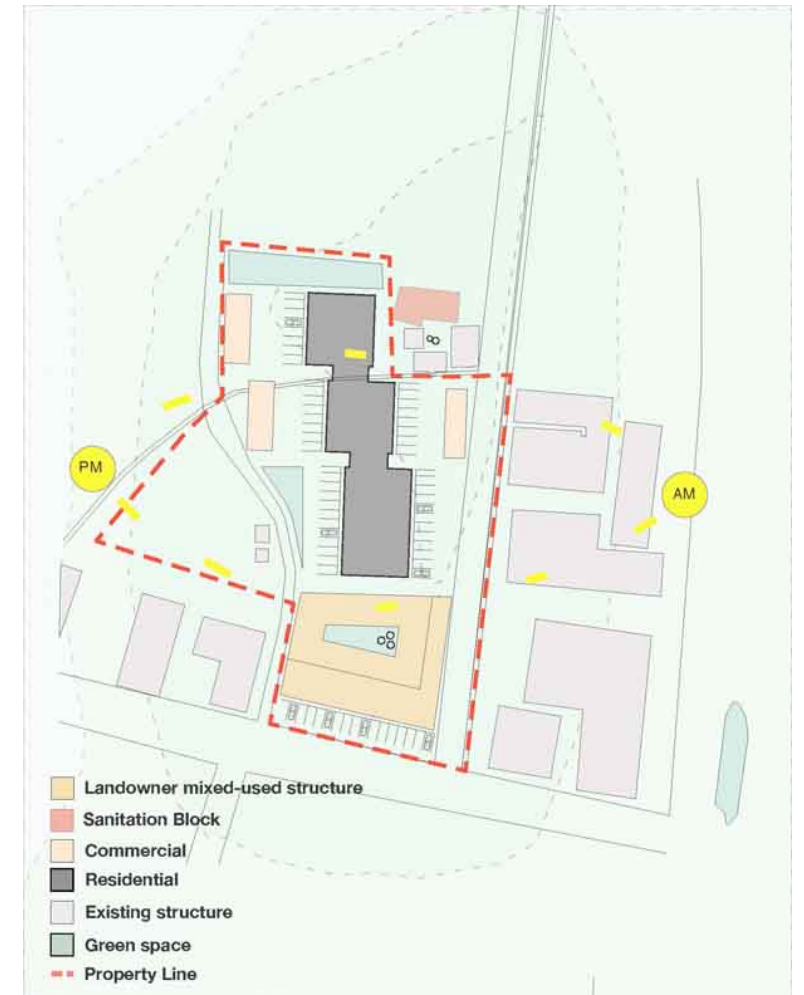 PM
AM
Landowner mixed-used structure
Sanitation Block
Commercial
Residential
Existing structure
Green space
Property Line